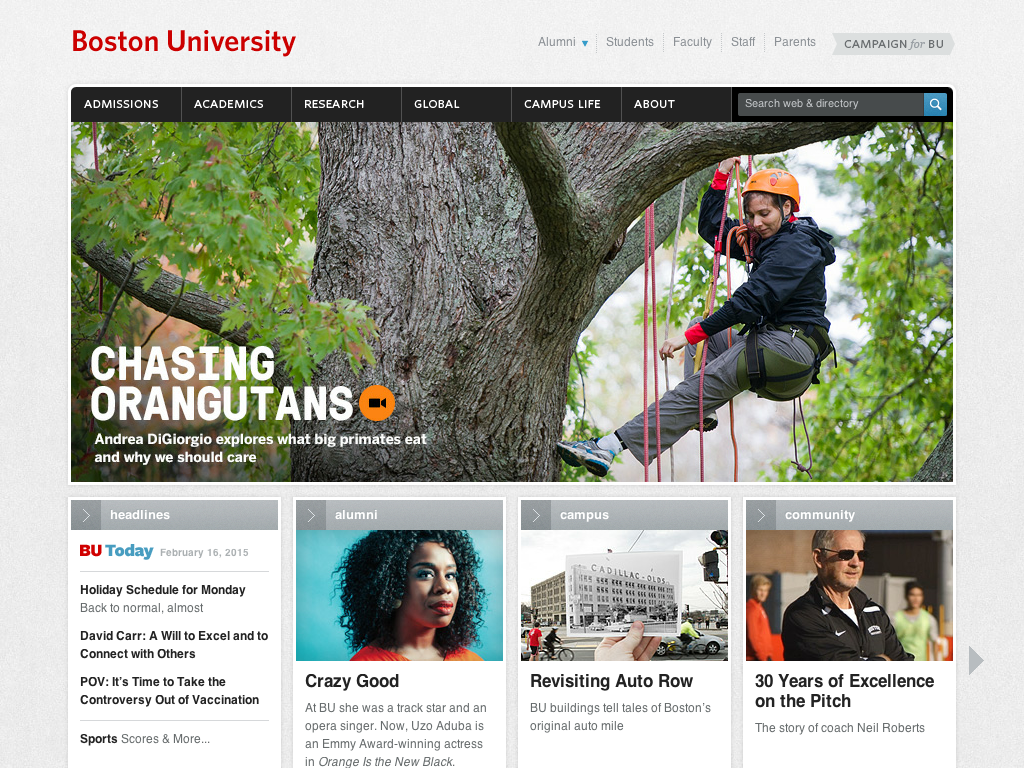 Boston University
Alumni
Students
Faculty
Staff
Parents
CAMPAIGN for BU
ADMISSIONS
ACADEMICS
RESEARCH
GLOBAL
CAMPUS LIFE
ABOUT
Search web & directory
CHASING
ORANGUTANS
Andrea DiGiorgio explores what big primates eat
and why we should care
headlines
BU Today February 16, 2015
Holiday Schedule for Monday
Back to normal, almost
David Carr: A Will to Excel and to
Connect with Others
POV: It's Time to Take the
Controversy Out of Vaccination
Sports Scores & More...
alumni
Crazy Good
At BU she was a track star and an
opera singer. Now, Uzo Aduba is
an Emmy Award-winning actress
in Orange Is the New Black.
campus
CADILLAC-OLDS
Revisiting Auto Row
BU buildings tell tales of Boston's
original auto mile
community
30 Years of Excellence
on the Pitch
The story of coach Neil Roberts